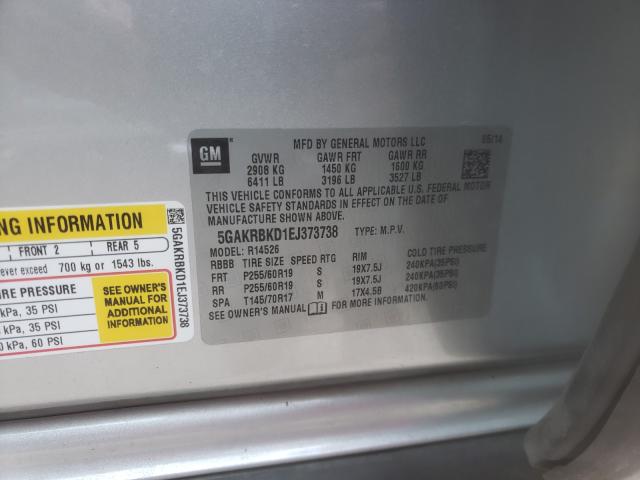 MFD BY GENERAL MOTORS LLC 05/14
GM
GVWR GAWR FRT GAWR RR
2908 KG 1450 KG 1600 KG
6411 LB 3196 LB 3527 LB
THIS VEHICLE CONFORMS TO ALL APPLICABLE U.S. FEDERAL MOTOR
VEHICLE SAFETY STANDARDS IN EFFECT ON THE DATE OF
MANUFACTURE SHOWN ABOVE.
5GAKRBKD1EJ373738 TYPE: M.P.V.
MODEL: R14526
RBBB TIRE SIZE SPEED RTG RIM COLD TIRE PRESSURE
FRT P255/60R19 S 19X7.5J 240KPA(35PSI)
RR P255/60R19 S 19X7.5J 240KPA(35PSI)
SPA T145/70R17 M 17X4.5B 420KPA(60PSI)
SEE OWNER'S MANUAL FOR MORE INFORMATION.
NG INFORMATION
FRONT 2 REAR 5
ever exceed 700 kg or 1543 lbs.
RE PRESSURE
kPa, 35 PSI
kPa, 35 PSI
0 kPa, 60 PSI
SEE OWNER'S
MANUAL FOR
ADDITIONAL
INFORMATION
5GAKRBKD1EJ373738